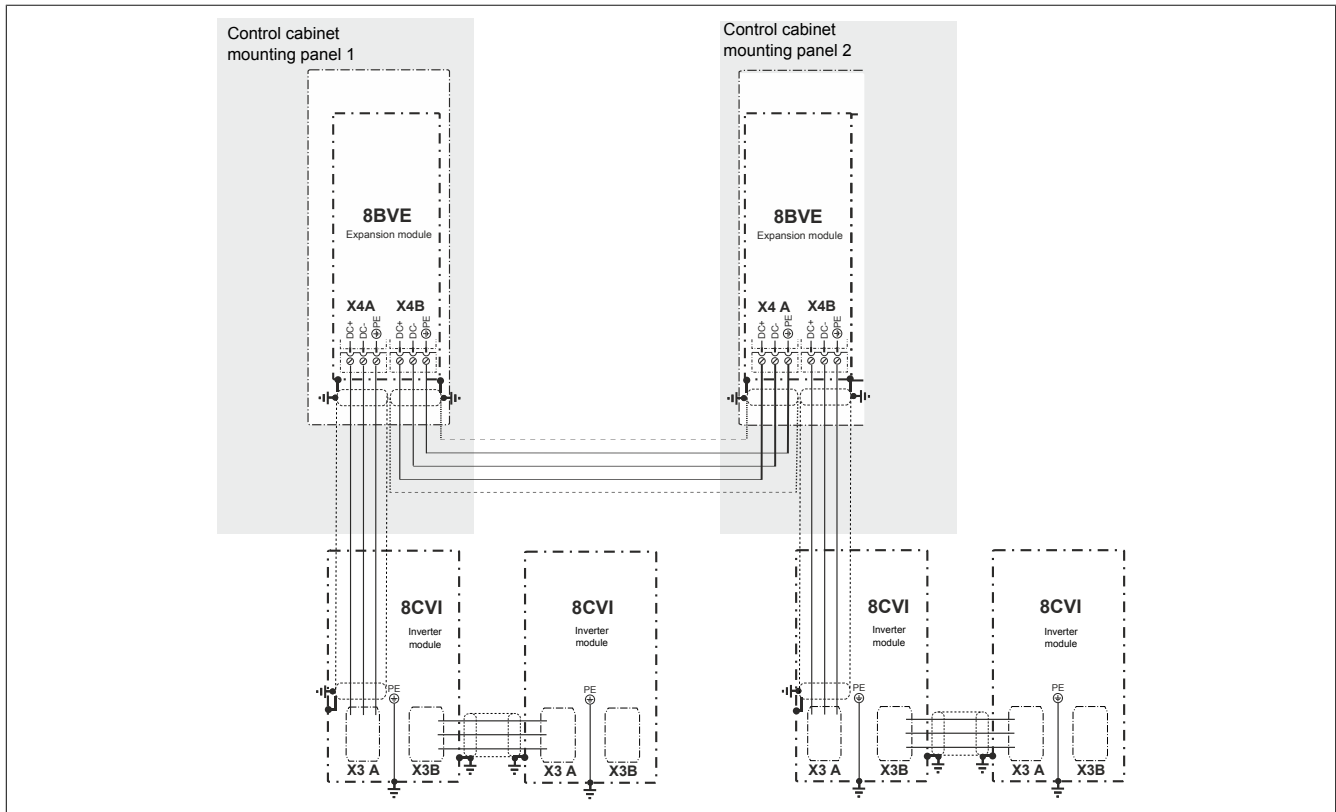 Control cabinet
mounting panel 1
Control cabinet
mounting panel 2
8BVE
Expansion module
X4A X4B
DC+ DC- PE DC+ DC- PE
8BVE
Expansion module
X4 A X4B
DC+ DC- PE DC+ DC- PE
8CVI
Inverter
module
PE
X3 A X3B
8CVI
Inverter
module
PE
X3 A X3B
8CVI
Inverter
module
PE
X3 A X3B
8CVI
Inverter
module
PE
X3 A X3B